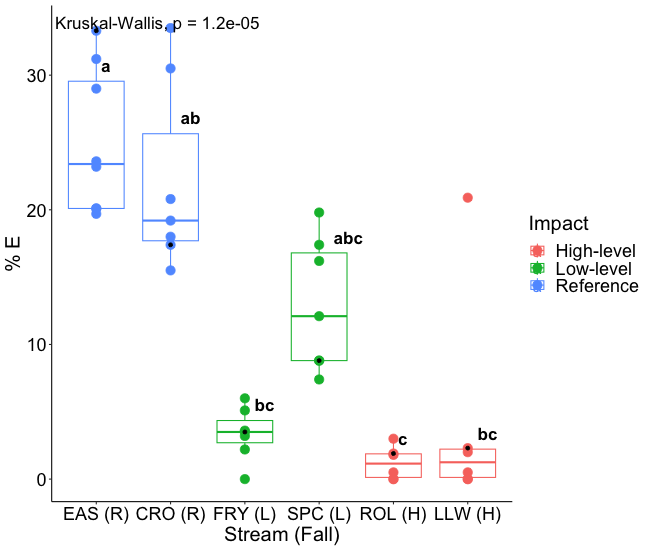 Kruskal-Wallis, p = 1.2e-05
a
ab
abc
bc
c
bc
% E
30
20
10
0
EAS (R) CRO (R) FRY (L) SPC (L) ROL (H) LLW (H)
Stream (Fall)
Impact
High-level
Low-level
Reference